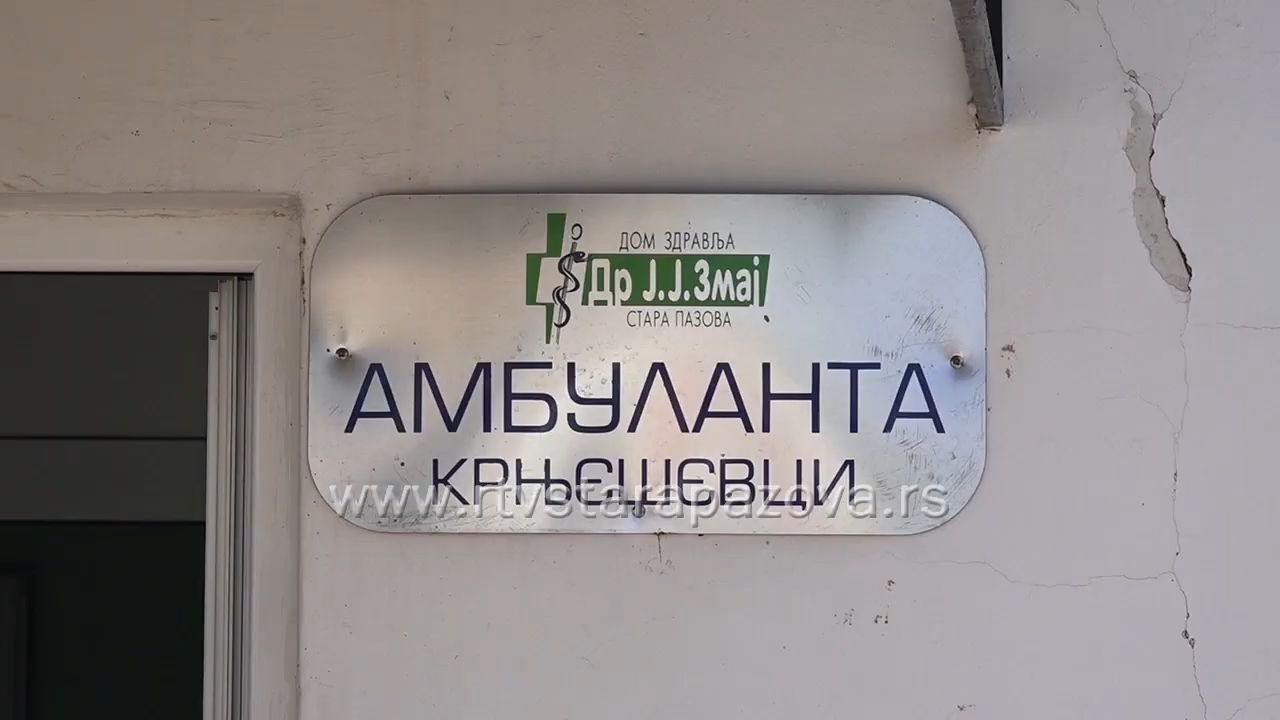 ДОМ ЗДРАВЉА
Др Ј.Ј.Змај
СТАРА ПАЗОВА
АМБУЛАНТА
КРЊЕШЕВЦИ
www.rtvstarapazova.rs